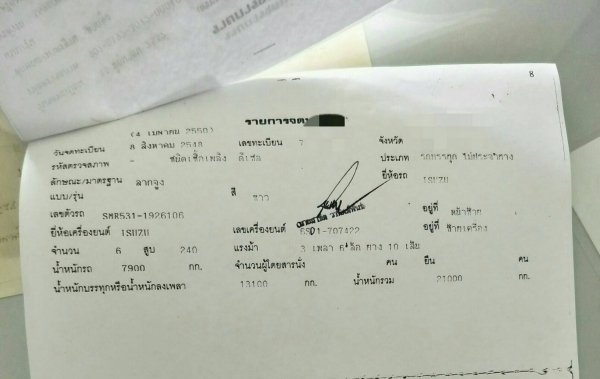 8
รายการจด
(4 เมษายน 2550)
วันจดทะเบียน 8 สิงหาคม 2548 เลขทะเบียน 7 จังหวัด
รหัสตรวจสภาพ - ชนิดเชื้อเพลิง ดีเซล ประเภท รถบรรทุก ไม่ประจำทาง
ลักษณะ/มาตรฐาน ลากจูง ยี่ห้อรถ ISUZU
แบบ/รุ่น สี ขาว
เลขตัวรถ SMR531-1926106 อยู่ที่ หน้าซ้าย
ยี่ห้อเครื่องยนต์ ISUZU เลขเครื่องยนต์ 6SD1-707422 อยู่ที่ ซ้ายเครื่อง
จำนวน 6 สูบ 240 แรงม้า 3 เพลา 6 ล้อ ยาง 10 เส้น
น้ำหนักรถ 7900 กก. จำนวนผู้โดยสารนั่ง คน ยืน คน
น้ำหนักบรรทุกหรือน้ำหนักลงเพลา 13100 กก. น้ำหนักรวม 21000 กก.